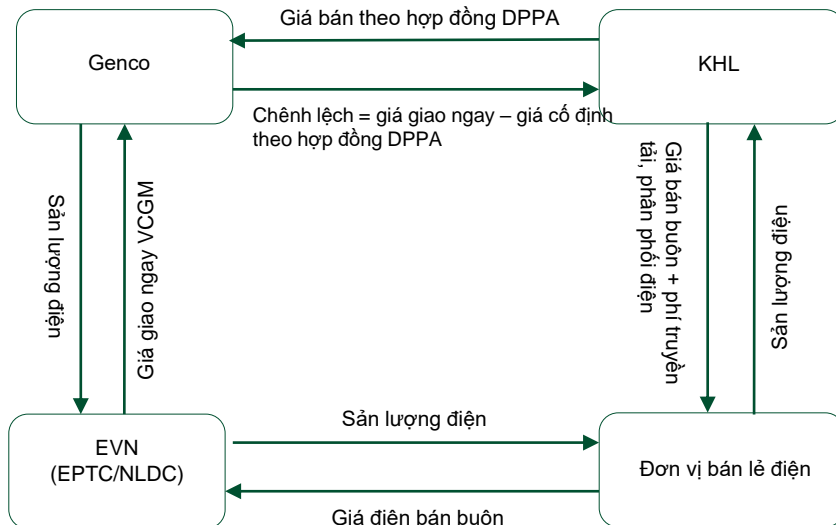 Giá bán theo hợp đồng DPPA
Genco
KHL
Chênh lệch = giá giao ngay – giá cố định
theo hợp đồng DPPA
Sản lượng điện
Giá giao ngay VCGM
Giá bán buôn + phí truyền
tải, phân phối điện
Sản lượng điện
EVN
(EPTC/NLDC)
Sản lượng điện
Đơn vị bán lẻ điện
Giá điện bán buôn